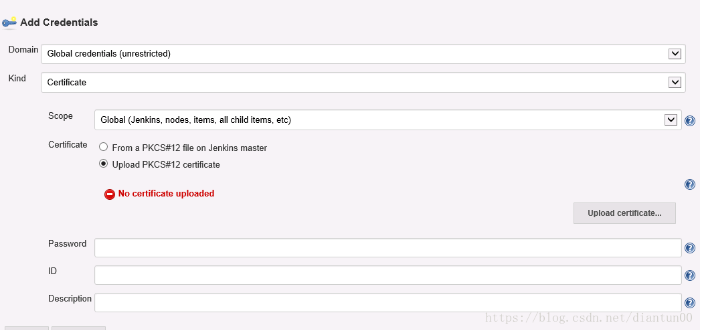 Add Credentials
Domain
Global credentials (unrestricted)
Kind
Certificate
Scope
Global (Jenkins, nodes, items, all child items, etc)
Certificate
From a PKCS#12 file on Jenkins master
Upload PKCS#12 certificate
No certificate uploaded
Upload certificate...
Password
ID
Description
https://blog.csdn.net/diantun00